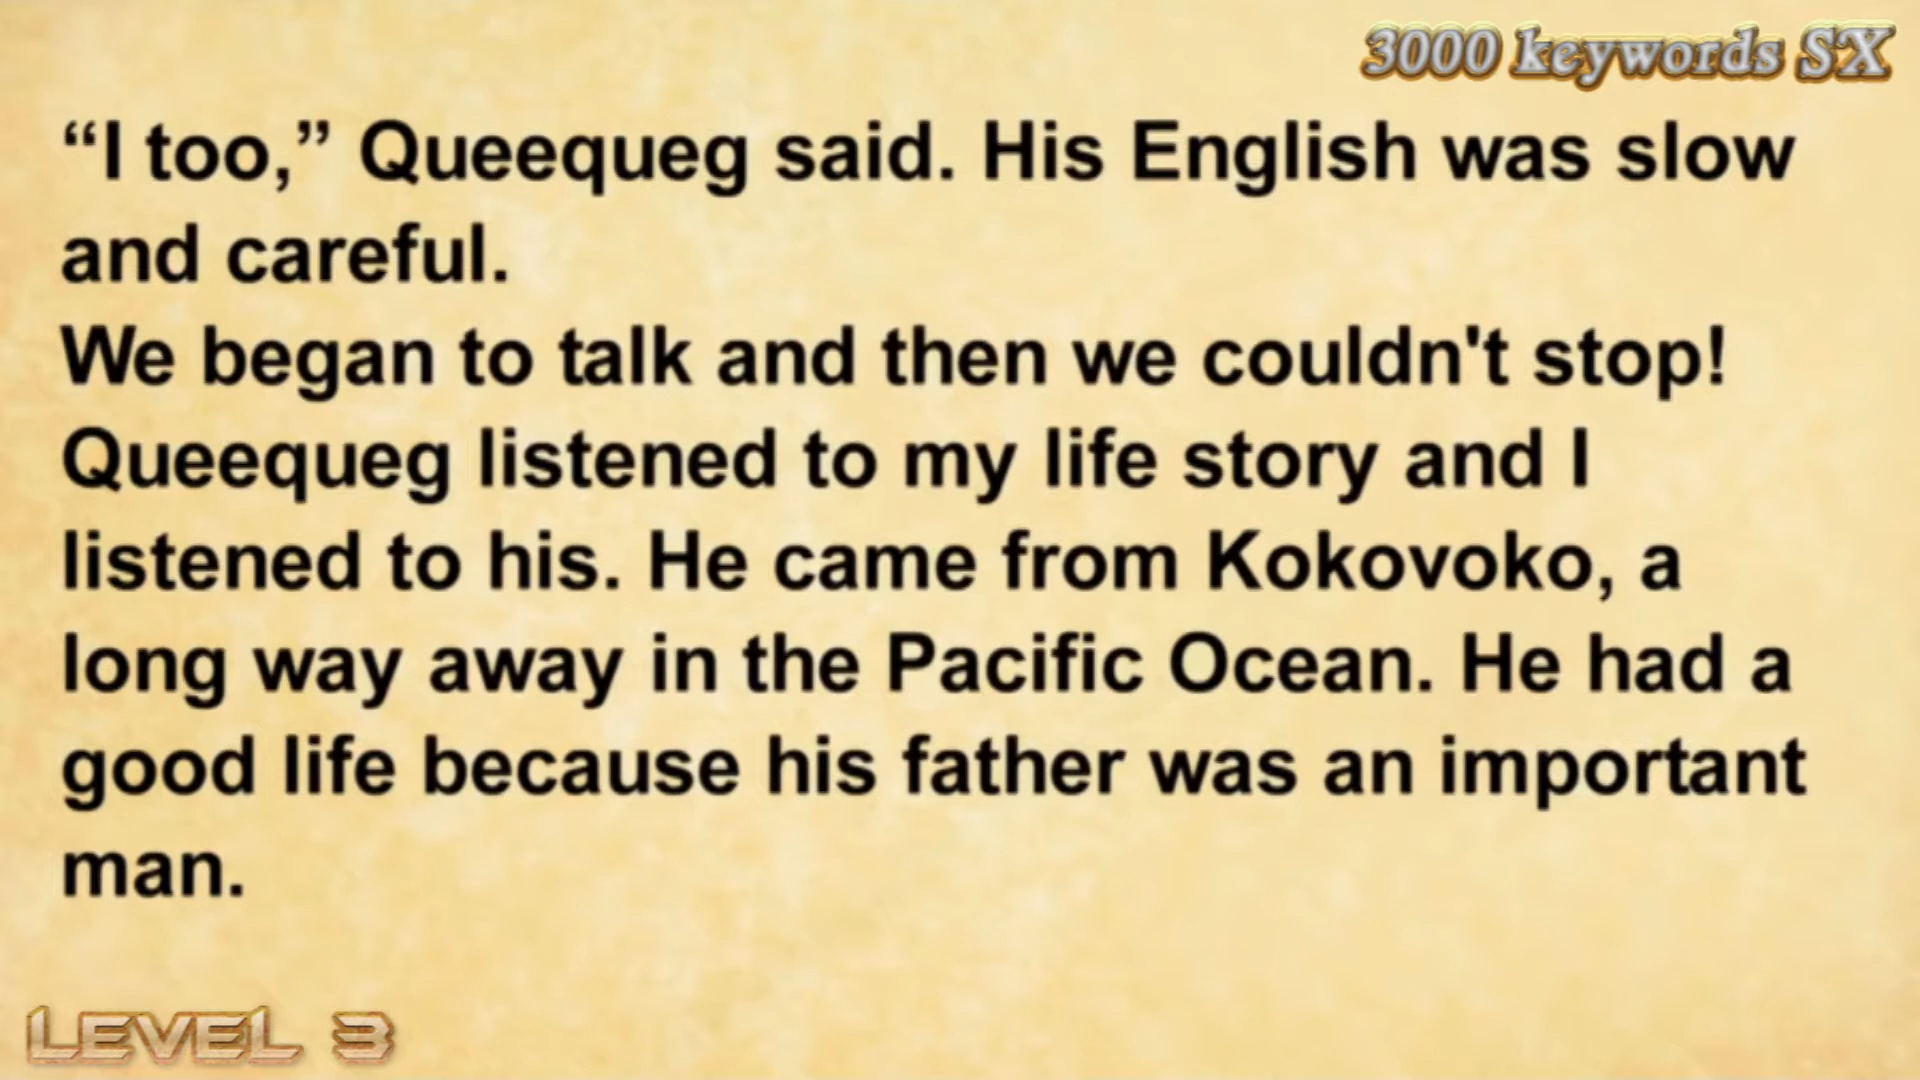 3000 keywords SX
“I too,” Queequeg said. His English was slow
and careful.
We began to talk and then we couldn't stop!
Queequeg listened to my life story and I
listened to his. He came from Kokovoko, a
long way away in the Pacific Ocean. He had a
good life because his father was an important
man.
LEVEL 3